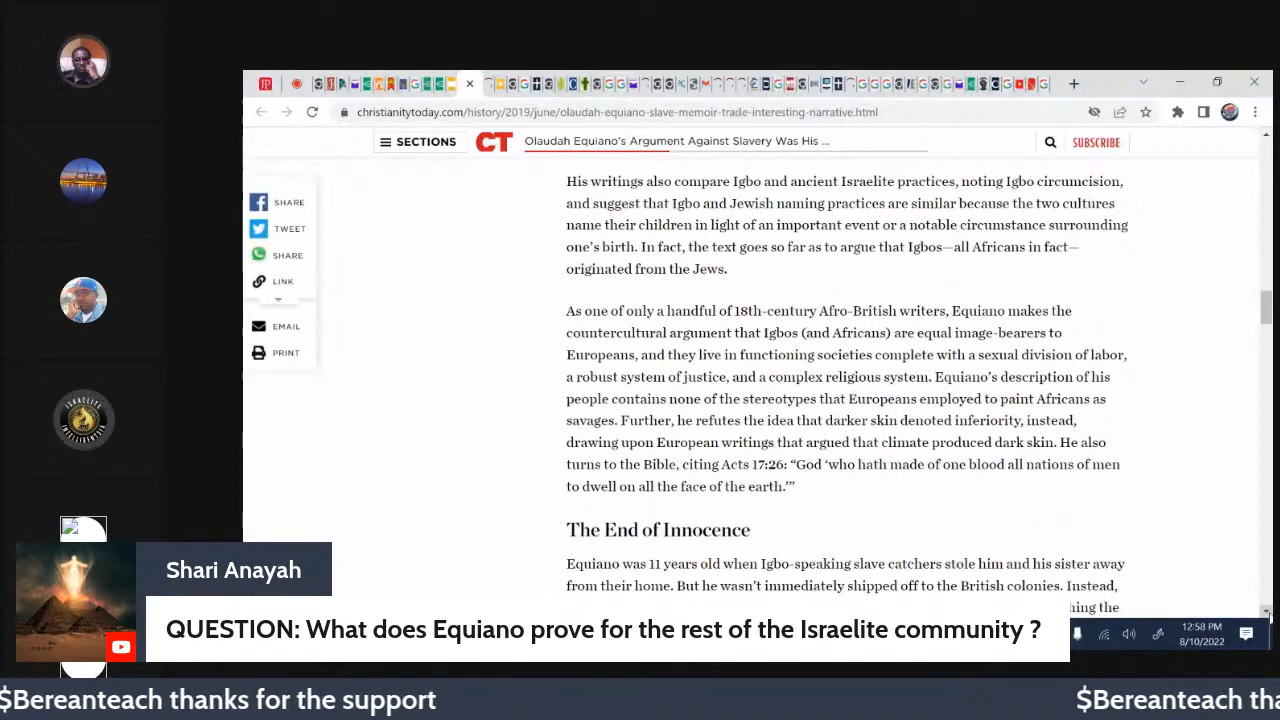 christianitytoday.com/history/2019/june/olaudah-equiano-slave-memoir-trade-interesting-narrative.html
SECTIONS
CT
Olaudah Equiano's Argument Against Slavery Was His ...
SUBSCRIBE
SHARE
TWEET
SHARE
LINK
EMAIL
PRINT
His writings also compare Igbo and ancient Israelite practices, noting Igbo circumcision,
and suggest that Igbo and Jewish naming practices are similar because the two cultures
name their children in light of an important event or a notable circumstance surrounding
one's birth. In fact, the text goes so far as to argue that Igbos—all Africans in fact—
originated from the Jews.
As one of only a handful of 18th-century Afro-British writers, Equiano makes the
countercultural argument that Igbos (and Africans) are equal image-bearers to
Europeans, and they live in functioning societies complete with a sexual division of labor,
a robust system of justice, and a complex religious system. Equiano's description of his
people contains none of the stereotypes that Europeans employed to paint Africans as
savages. Further, he refutes the idea that darker skin denoted inferiority, instead,
drawing upon European writings that argued that climate produced dark skin. He also
turns to the Bible, citing Acts 17:26: “God ‘who hath made of one blood all nations of men
to dwell on all the face of the earth.’”
The End of Innocence
Equiano was 11 years old when Igbo-speaking slave catchers stole him and his sister away
from their home. But he wasn't immediately shipped off to the British colonies. Instead,
the
ISRAELITE
INTELLIGENTSIA
Shari Anayah
QUESTION: What does Equiano prove for the rest of the Israelite community ?
12:58 PM
8/10/2022
$Bereanteach thanks for the support
$Bereanteach tha